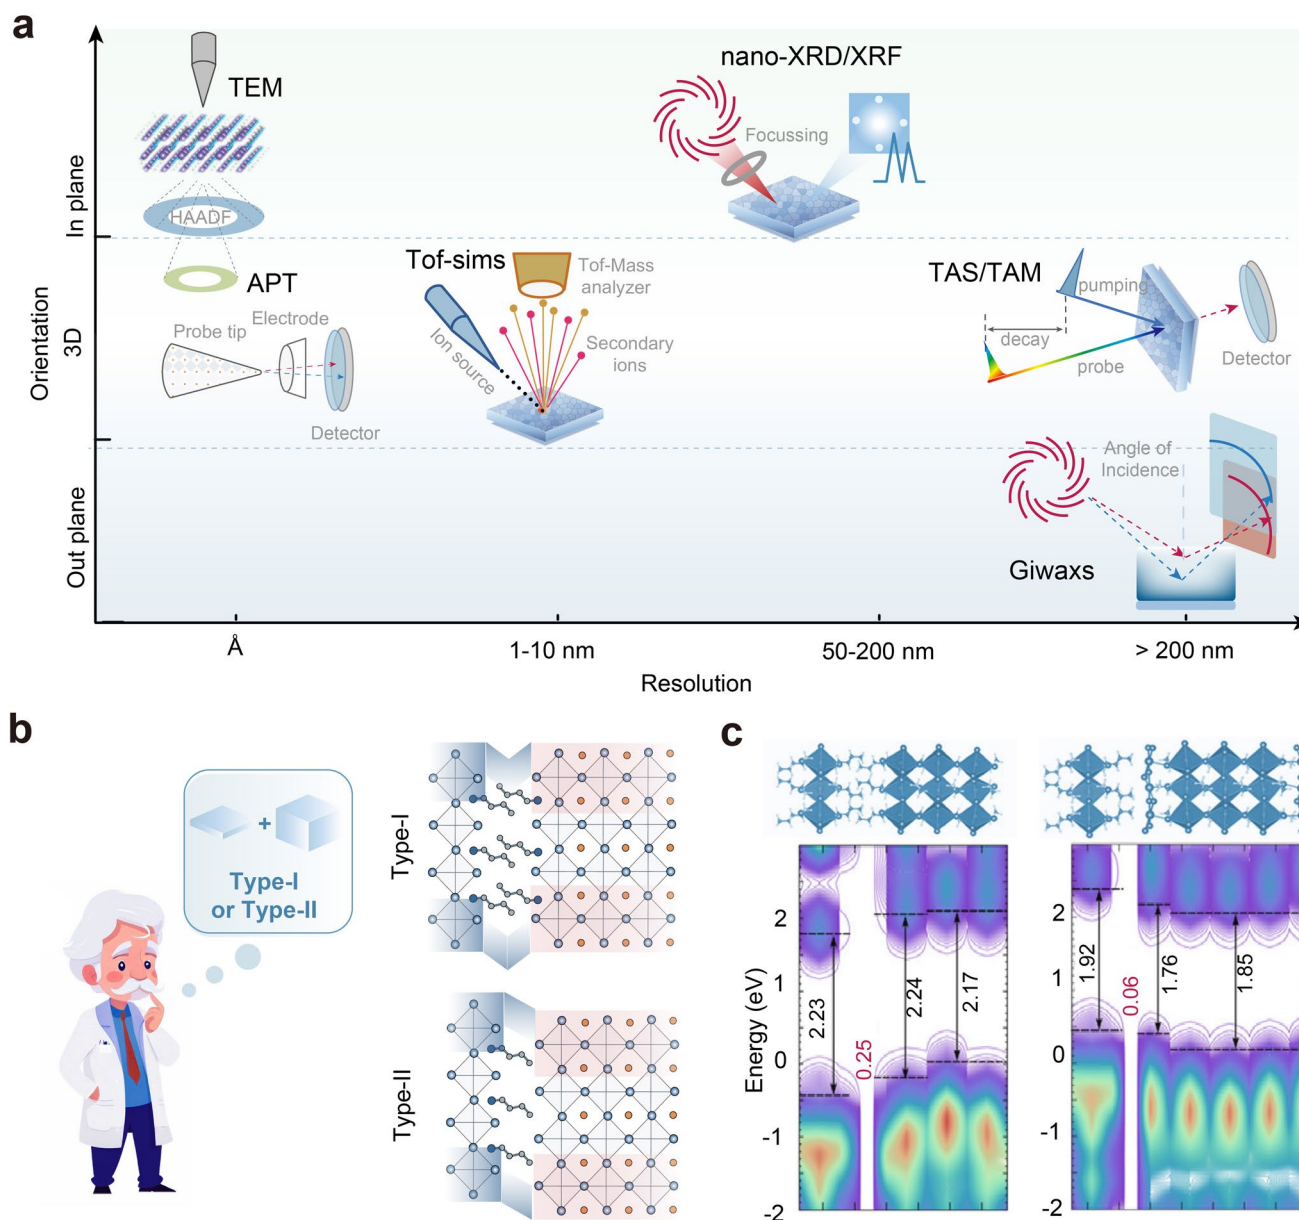 a
TEM
HAADF
APT
Probe tip
Electrode
Detector
Tof-sims
Tof-Mass
analyzer
Ion source
Secondary
ions
nano-XRD/XRF
Focussing
TAS/TAM
pumping
decay
probe
Detector
Angle of
Incidence
Giwaxs
In plane
3D
Out plane
Orientation
Å
1-10 nm
50-200 nm
> 200 nm
Resolution
b
Type-I
or Type-II
+
Type-I
Type-II
c
Energy (eV)
2
1
0
-1
-2
2.23
0.25
2.24
2.17
2
1
0
-1
-2
1.92
0.06
1.76
1.85